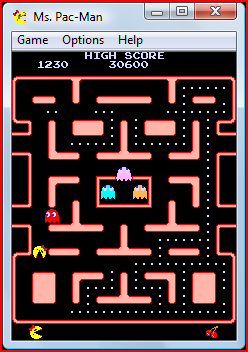 Ms. Pac-Man
Game Options Help
HIGH SCORE
1230 30600